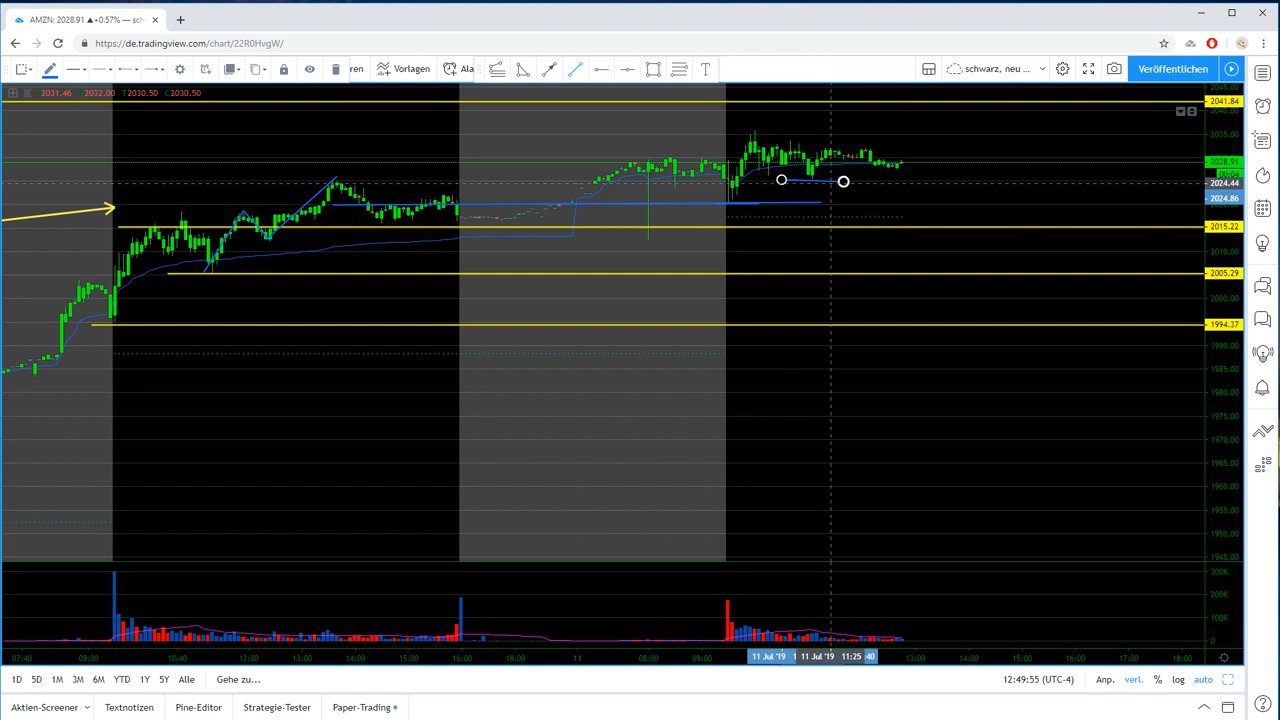 AMZN: 2028.91 ▲+0.57% — sch
https://de.tradingview.com/chart/22R0HvgW/
ren Vorlagen Ala T schwarz, neu ... Veröffentlichen
2031.46 2032.00 T2030.50 C2030.50
2045.00
2041.84
2040.00
2035.00
2028.91
00:04
2024.44
2024.86
2015.22
2010.00
2005.29
2000.00
1994.37
1990.00
1985.00
1980.00
1975.00
1970.00
1965.00
1960.00
1955.00
1950.00
1945.00
300K
200K
100K
0
07:40 09:00 10:40 12:00 13:00 14:00 16:00 18:00 11 08:00 09:00 11 Jul '19 1 11 Jul '19 11:25 :40 13:00 14:00 15:00 16:00 17:00 18:00
1D 5D 1M 3M 6M YTD 1Y 5Y Alle Gehe zu... 12:49:55 (UTC-4) Anp. verl. % log auto
Aktien-Screener Textnotizen Pine-Editor Strategie-Tester Paper-Trading